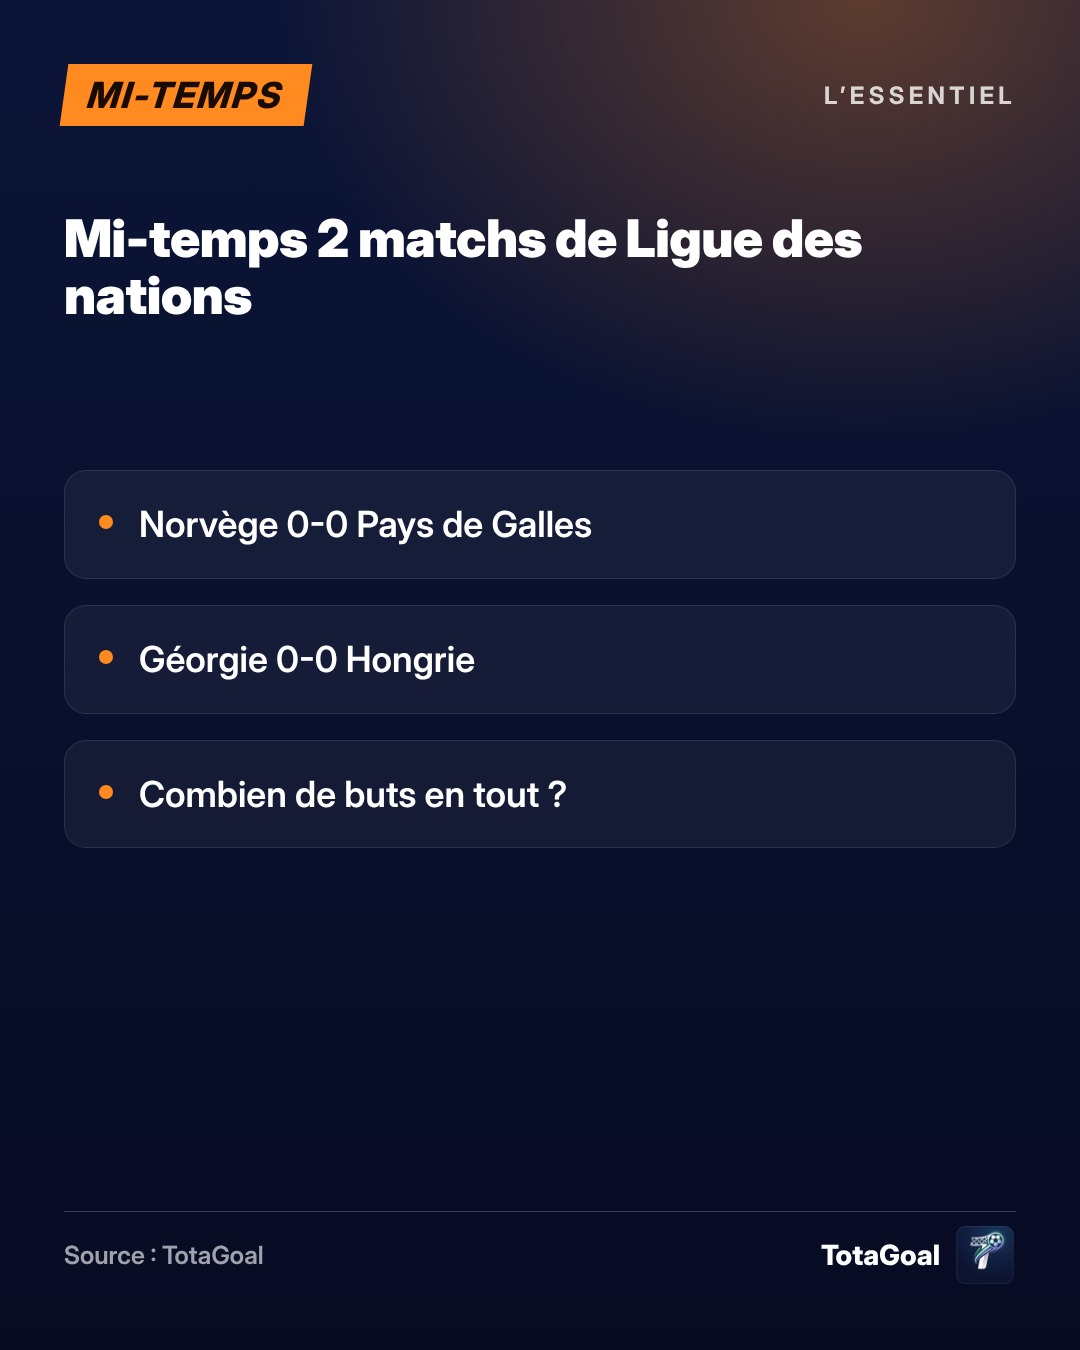 MI-TEMPS
L'ESSENTIEL
Mi-temps 2 matchs de Ligue des
nations
Norvège 0-0 Pays de Galles
Géorgie 0-0 Hongrie
Combien de buts en tout ?
Source : TotaGoal
TotaGoal